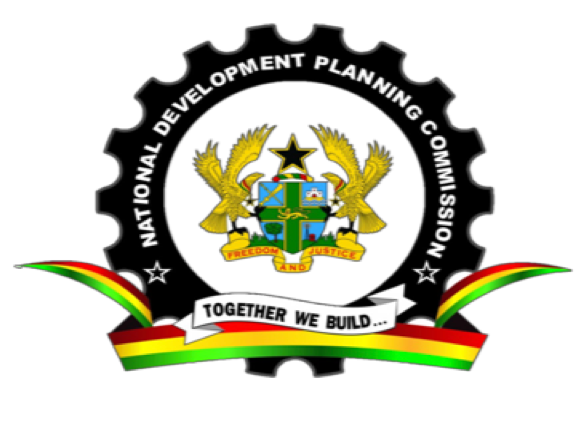 NATIONAL DEVELOPMENT PLANNING COMMISSION
FREEDOM AND JUSTICE
TOGETHER WE BUILD...